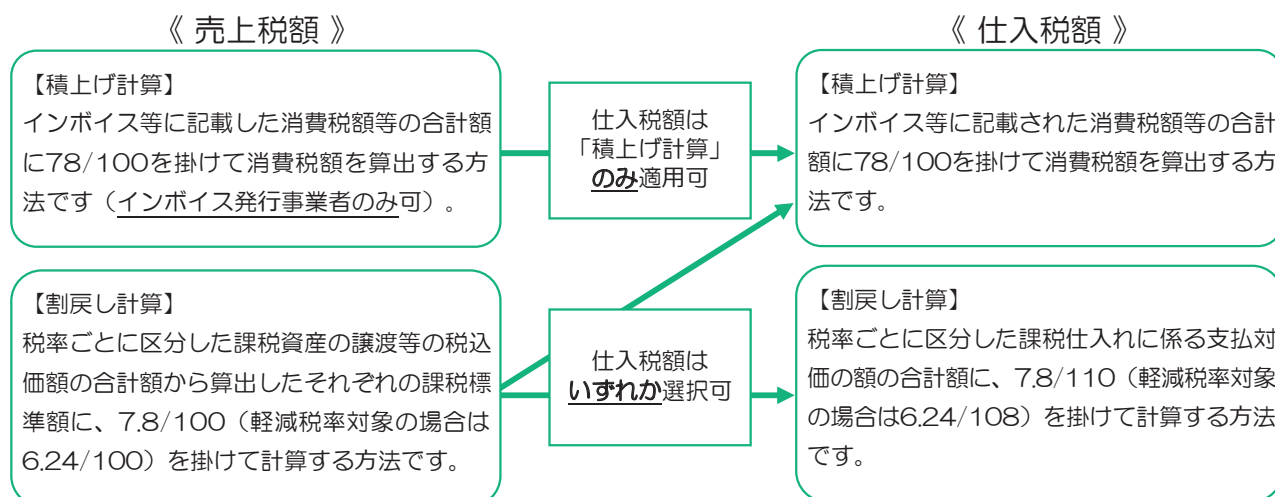 《 売上税額 》
《 仕入税額 》
【積上げ計算】
インボイス等に記載した消費税額等の合計額
に78/100を掛けて消費税額を算出する方
法です（インボイス発行事業者のみ可）。
仕入税額は
「積上げ計算」
のみ適用可
【積上げ計算】
インボイス等に記載された消費税額等の合計
額に78/100を掛けて消費税額を算出する方
法です。
【割戻し計算】
税率ごとに区分した課税資産の譲渡等の税込
価額の合計額から算出したそれぞれの課税標
準額に、7.8/100（軽減税率対象の場合は
6.24/100）を掛けて計算する方法です。
仕入税額は
いずれか選択可
【割戻し計算】
税率ごとに区分した課税仕入れに係る支払対
価の額の合計額に、7.8/110（軽減税率対象
の場合は6.24/108）を掛けて計算する方法
です。